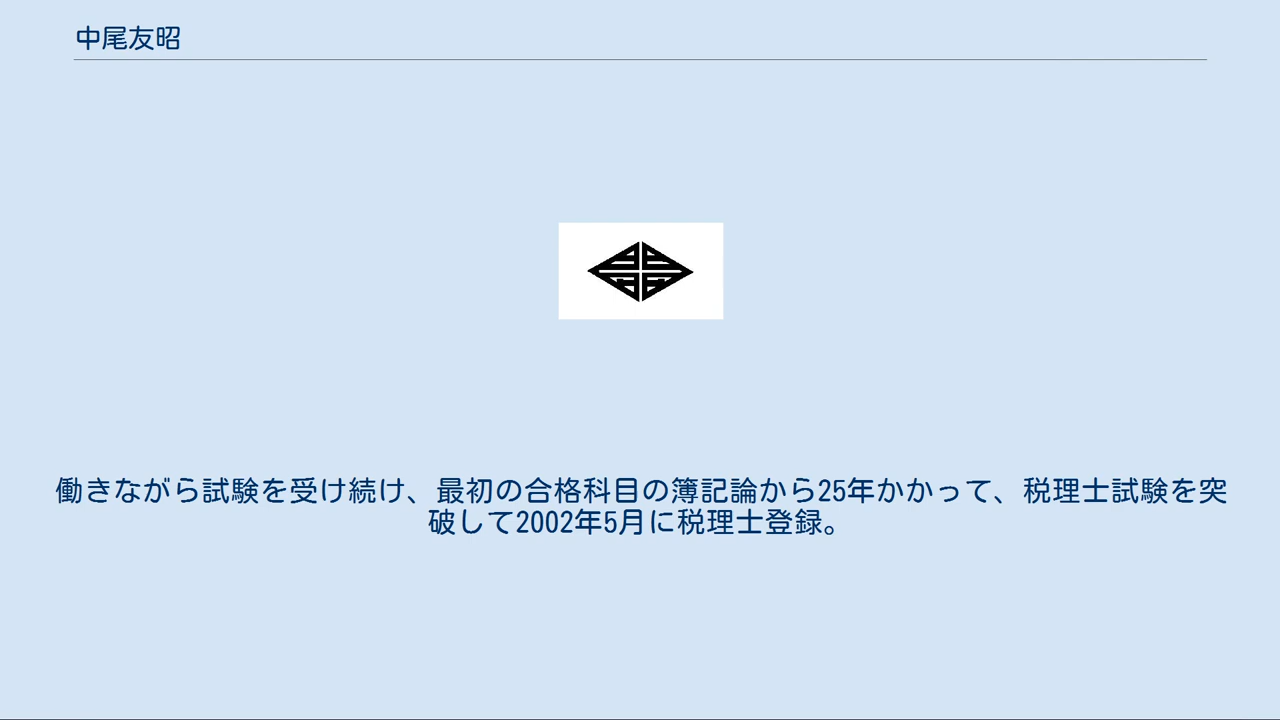 中尾友昭
働きながら試験を受け続け、最初の合格科目の簿記論から25年かかって、税理士試験を突
破して2002年5月に税理士登録。